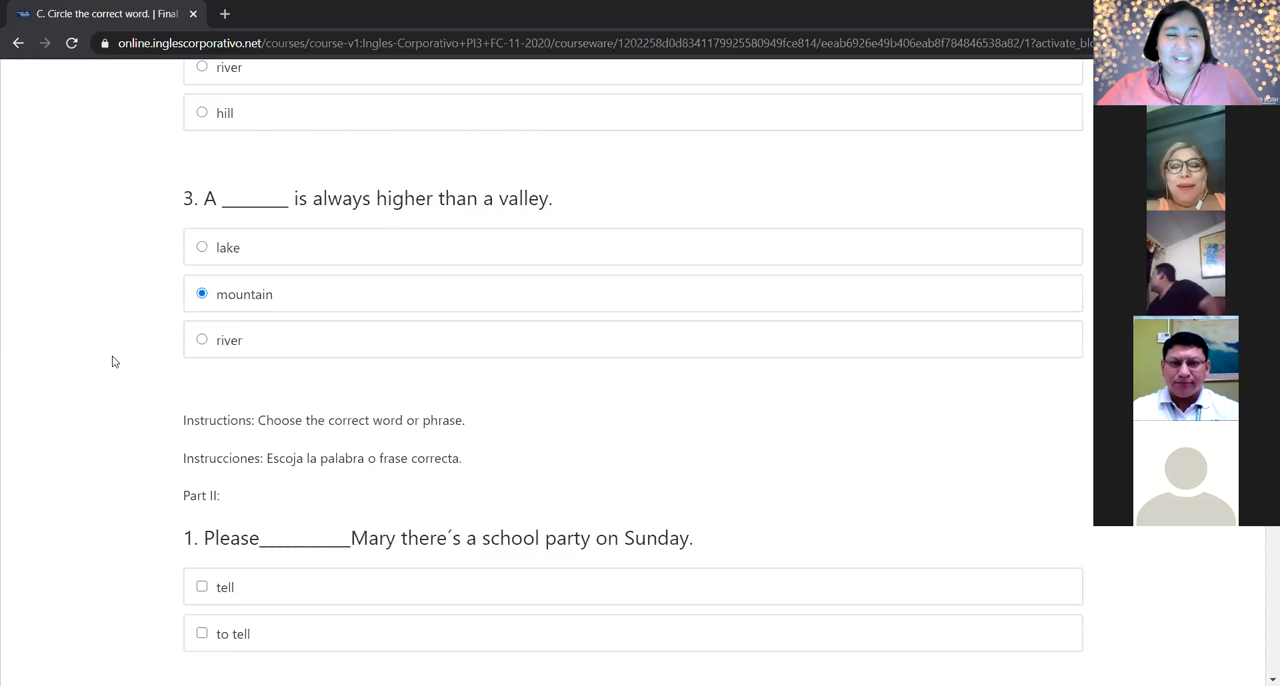 C. Circle the correct word. | Final
online.inglescorporativo.net/courses/course-v1:Ingles-Corporativo+PI3+FC-11-2020/courseware/1202258d0d8341179925580949fce814/eeab6926e49b406eab8f784846538a82/1?activate_blo
river
hill
3. A _______ is always higher than a valley.
lake
mountain
river
Instructions: Choose the correct word or phrase.
Instrucciones: Escoja la palabra o frase correcta.
Part II:
1. Please__________Mary there´s a school party on Sunday.
tell
to tell